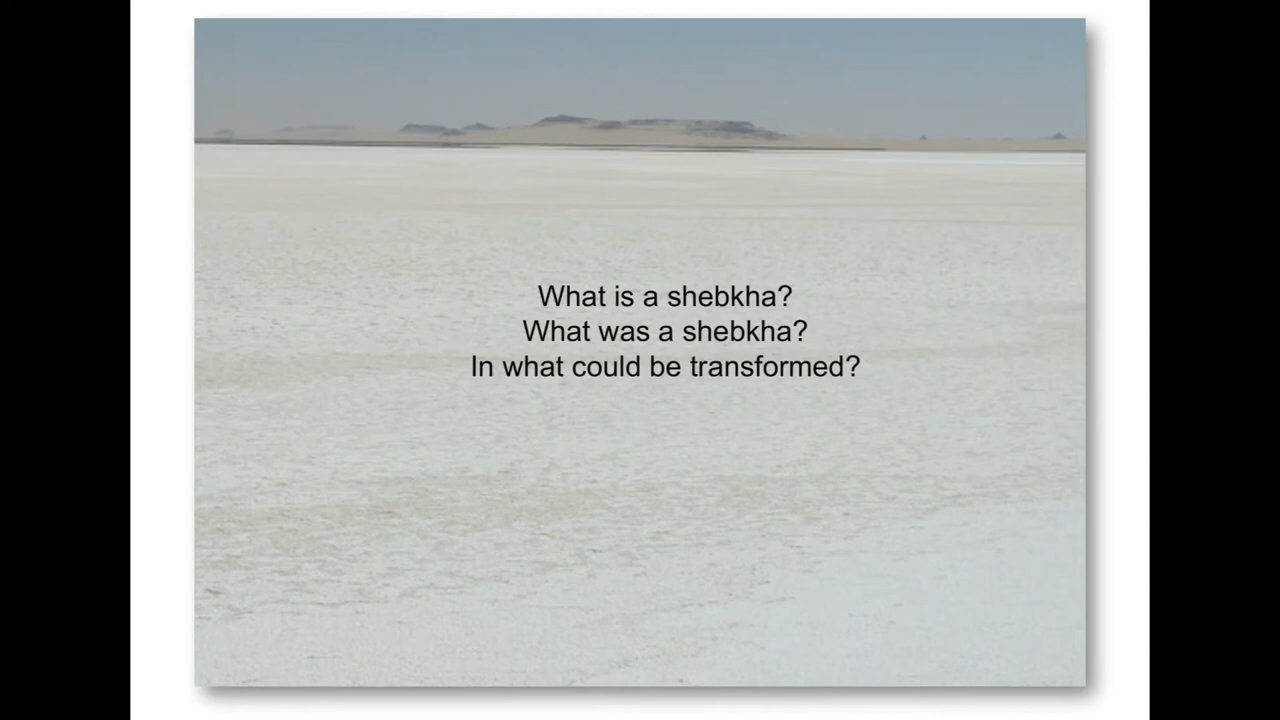 What is a shebkha?
What was a shebkha?
In what could be transformed?